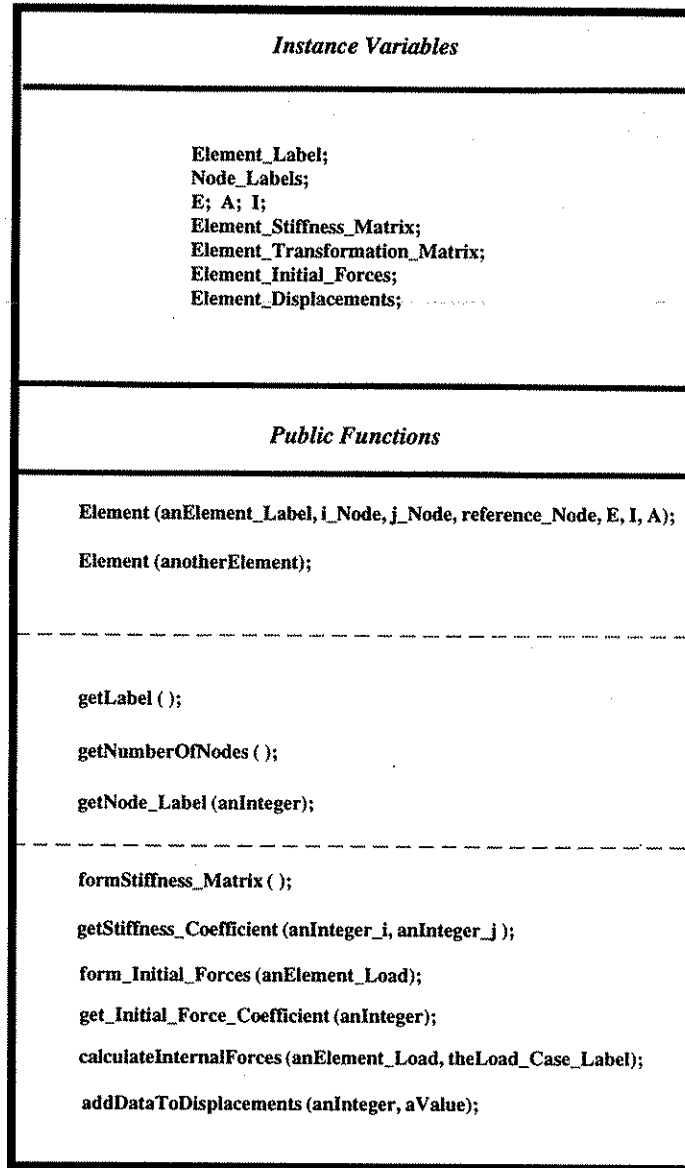 Instance Variables
Element_Label;
Node_Labels;
E; A; I;
Element_Stiffness_Matrix;
Element_Transformation_Matrix;
Element_Initial_Forces;
Element_Displacements;
Public Functions
Element (anElement_Label, i_Node, j_Node, reference_Node, E, I, A);
Element (anotherElement);
getLabel ( );
getNumberOfNodes ( );
getNode_Label (anInteger);
formStiffness_Matrix ( );
getStiffness_Coefficient (anInteger_i, anInteger_j );
form_Initial_Forces (anElement_Load);
get_Initial_Force_Coefficient (anInteger);
calculateInternalForces (anElement_Load, theLoad_Case_Label);
addDataToDisplacements (anInteger, aValue);